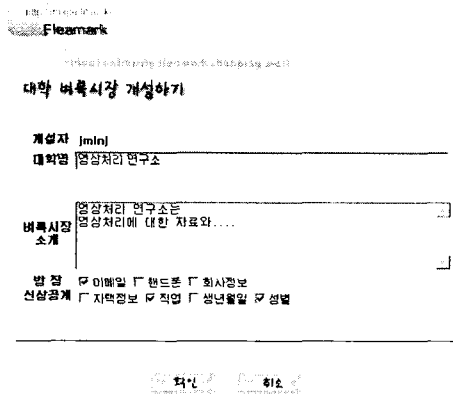 Fleamark
대학 벼룩시장 개설하기
개설자 jminj
대학명 영상처리 연구소
벼룩시장 소개
영상처리 연구소는
영상처리에 대한 자료와....
방 장 신상공개
이메일 핸드폰 회사정보
자택정보 직업 생년월일 성별
확인 취소